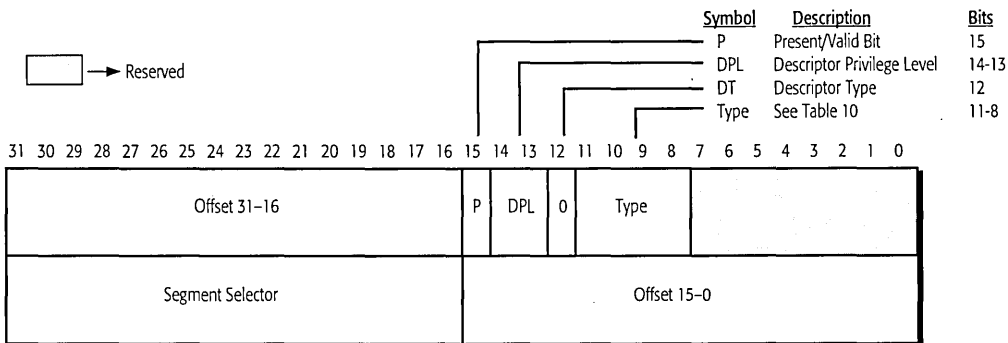 Symbol Description Bits
P Present/Valid Bit 15
DPL Descriptor Privilege Level 14-13
DT Descriptor Type 12
Type See Table 10 11-8
Reserved
31 30 29 28 27 26 25 24 23 22 21 20 19 18 17 16 15 14 13 12 11 10 9 8 7 6 5 4 3 2 1 0
Offset 31–16 P DPL 0 Type
Segment Selector Offset 15–0